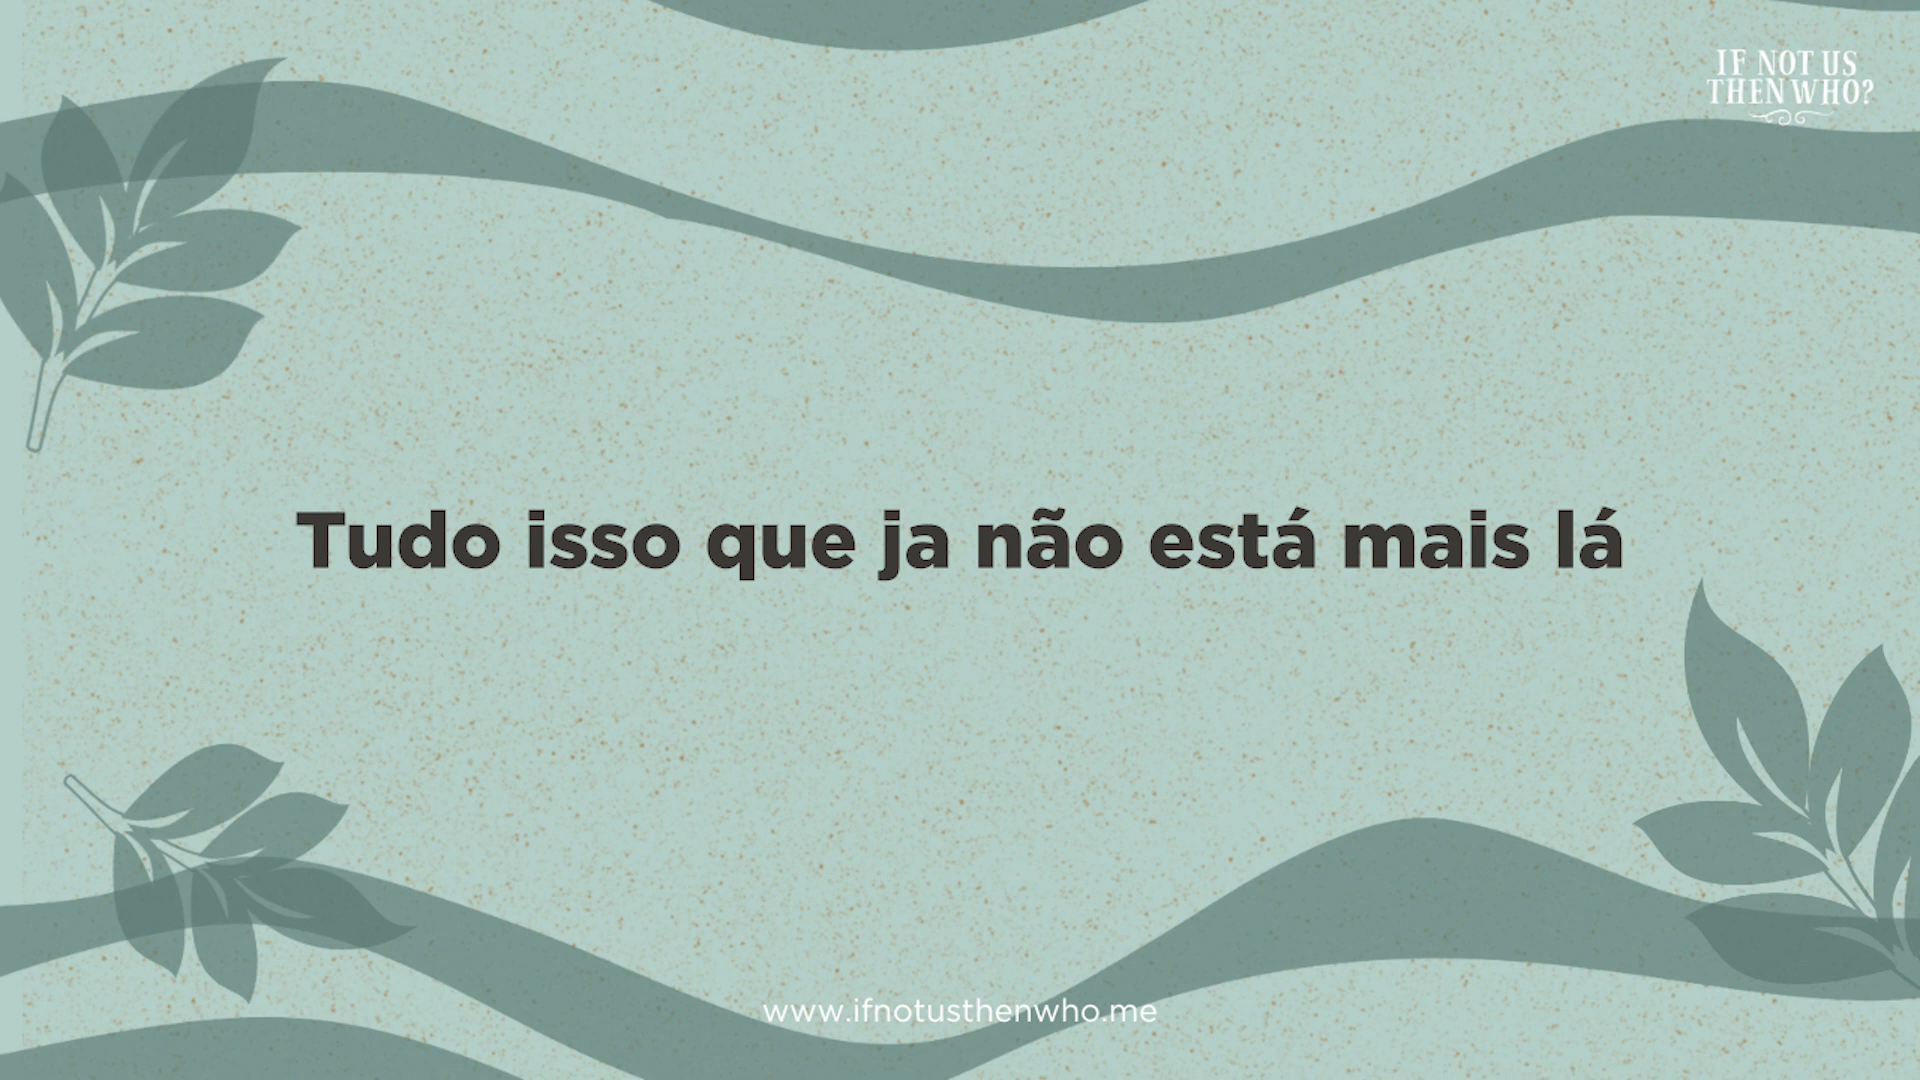 IF NOT US
THEN WHO?
Tudo isso que ja não está mais lá
www.ifnotusthenwho.me